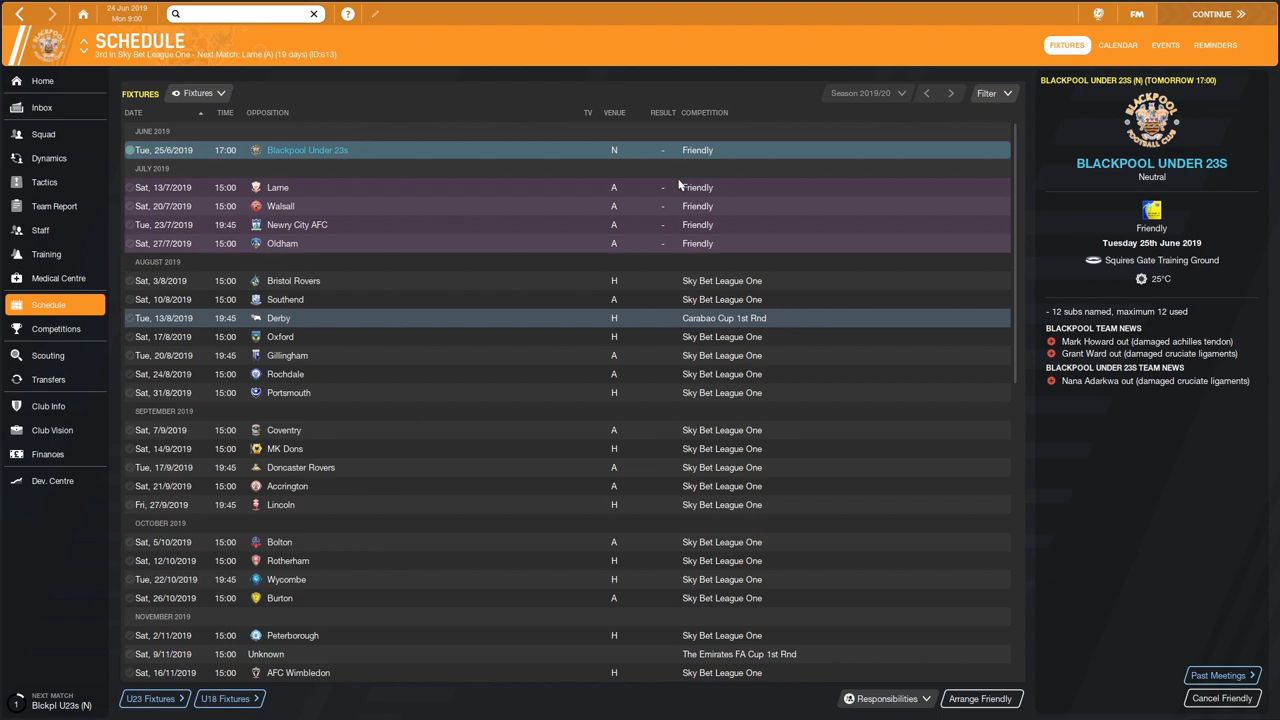 24 Jun 2019
Mon 9:00
?
FM
CONTINUE
SCHEDULE
3rd in Sky Bet League One - Next Match: Larne (A) (19 days) (ID:613)
FIXTURES CALENDAR EVENTS REMINDERS
Home
Inbox
Squad
Dynamics
Tactics
Team Report
Staff
Training
Medical Centre
Schedule
Competitions
Scouting
Transfers
Club Info
Club Vision
Finances
Dev. Centre
1 NEXT MATCH
Blckpl U23s (N)
FIXTURES Fixtures Season 2019/20 Filter
DATE TIME OPPOSITION TV VENUE RESULT COMPETITION
JUNE 2019
Tue, 25/6/2019 17:00 Blackpool Under 23s N - Friendly
JULY 2019
Sat, 13/7/2019 15:00 Larne A - Friendly
Sat, 20/7/2019 15:00 Walsall A - Friendly
Tue, 23/7/2019 19:45 Newry City AFC A - Friendly
Sat, 27/7/2019 15:00 Oldham A - Friendly
AUGUST 2019
Sat, 3/8/2019 15:00 Bristol Rovers H Sky Bet League One
Sat, 10/8/2019 15:00 Southend A Sky Bet League One
Tue, 13/8/2019 19:45 Derby H Carabao Cup 1st Rnd
Sat, 17/8/2019 15:00 Oxford H Sky Bet League One
Tue, 20/8/2019 19:45 Gillingham A Sky Bet League One
Sat, 24/8/2019 15:00 Rochdale A Sky Bet League One
Sat, 31/8/2019 15:00 Portsmouth H Sky Bet League One
SEPTEMBER 2019
Sat, 7/9/2019 15:00 Coventry A Sky Bet League One
Sat, 14/9/2019 15:00 MK Dons H Sky Bet League One
Tue, 17/9/2019 19:45 Doncaster Rovers A Sky Bet League One
Sat, 21/9/2019 15:00 Accrington A Sky Bet League One
Fri, 27/9/2019 19:45 Lincoln H Sky Bet League One
OCTOBER 2019
Sat, 5/10/2019 15:00 Bolton A Sky Bet League One
Sat, 12/10/2019 15:00 Rotherham H Sky Bet League One
Tue, 22/10/2019 19:45 Wycombe H Sky Bet League One
Sat, 26/10/2019 15:00 Burton A Sky Bet League One
NOVEMBER 2019
Sat, 2/11/2019 15:00 Peterborough H Sky Bet League One
Sat, 9/11/2019 15:00 Unknown The Emirates FA Cup 1st Rnd
Sat, 16/11/2019 15:00 AFC Wimbledon H Sky Bet League One
U23 Fixtures U18 Fixtures Responsibilities Arrange Friendly
BLACKPOOL UNDER 23S (N) (TOMORROW 17:00)
BLACKPOOL
FOOTBALL CLUB
BLACKPOOL UNDER 23S
Neutral
Friendly
Tuesday 25th June 2019
Squires Gate Training Ground
25°C
- 12 subs named, maximum 12 used
BLACKPOOL TEAM NEWS
Mark Howard out (damaged achilles tendon)
Grant Ward out (damaged cruciate ligaments)
BLACKPOOL UNDER 23S TEAM NEWS
Nana Adarkwa out (damaged cruciate ligaments)
Past Meetings
Cancel Friendly